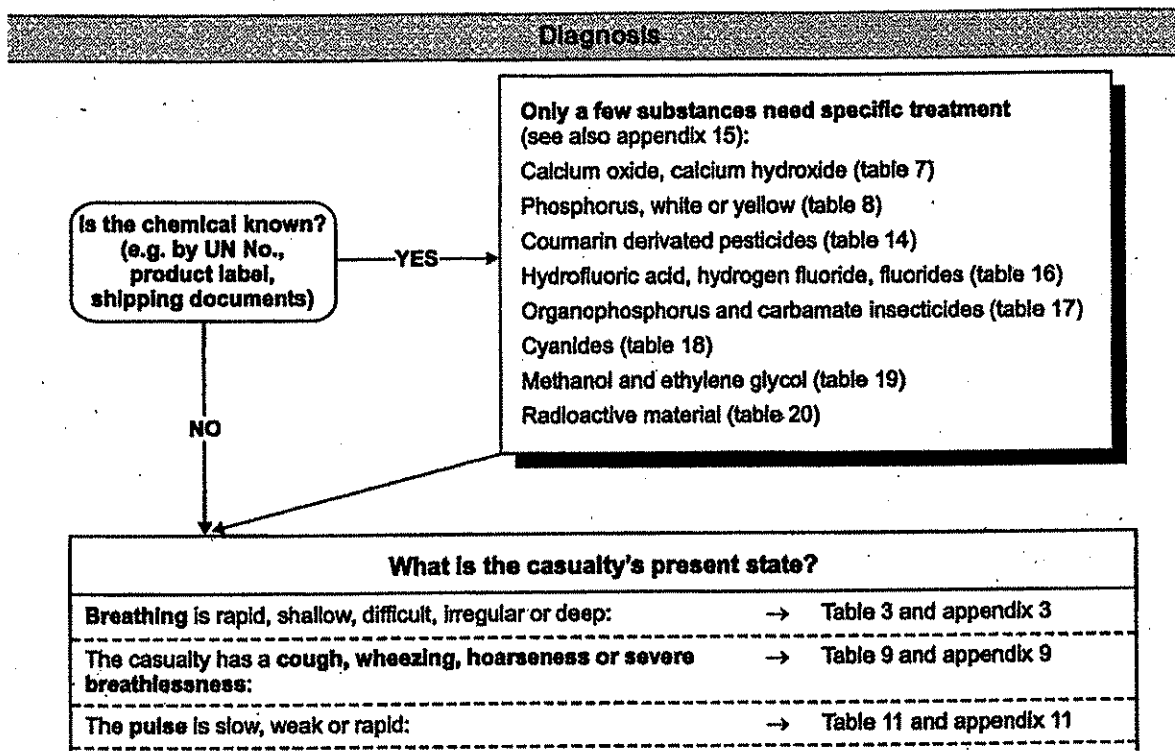 Diagnosis
Only a few substances need specific treatment
(see also appendix 15):
Calcium oxide, calcium hydroxide (table 7)
Phosphorus, white or yellow (table 8)
Coumarin derivated pesticides (table 14)
Hydrofluoric acid, hydrogen fluoride, fluorides (table 16)
Organophosphorus and carbamate insecticides (table 17)
Cyanides (table 18)
Methanol and ethylene glycol (table 19)
Radioactive material (table 20)
Is the chemical known?
(e.g. by UN No.,
product label,
shipping documents)
YES
NO
What is the casualty's present state?
Breathing is rapid, shallow, difficult, irregular or deep: → Table 3 and appendix 3
The casualty has a cough, wheezing, hoarseness or severe → Table 9 and appendix 9
breathlessness:
The pulse is slow, weak or rapid: → Table 11 and appendix 11